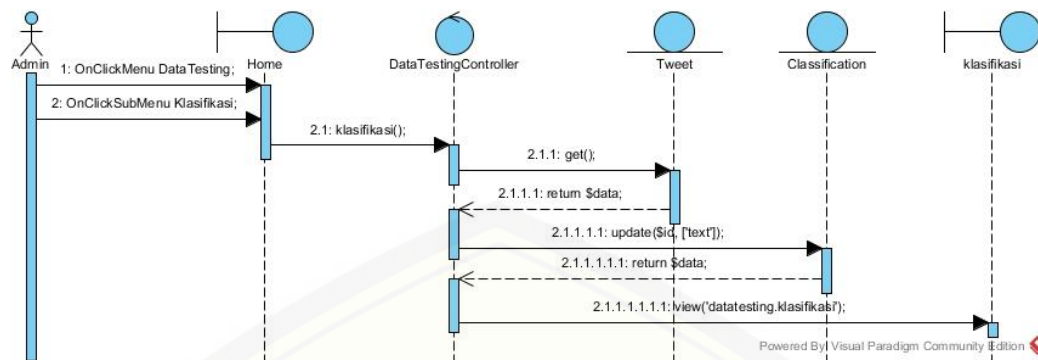 Admin
Home
DataTestingController
Tweet
Classification
klasifikasi
1: OnClickMenu DataTesting;
2: OnClickSubMenu Klasifikasi;
2.1: klasifikasi();
2.1.1: get();
2.1.1.1: return $data;
2.1.1.1.1: update($id, ['text']);
2.1.1.1.1.1: return $data;
2.1.1.1.1.1.1: view('datatesting.klasifikasi');
Powered By Visual Paradigm Community Edition